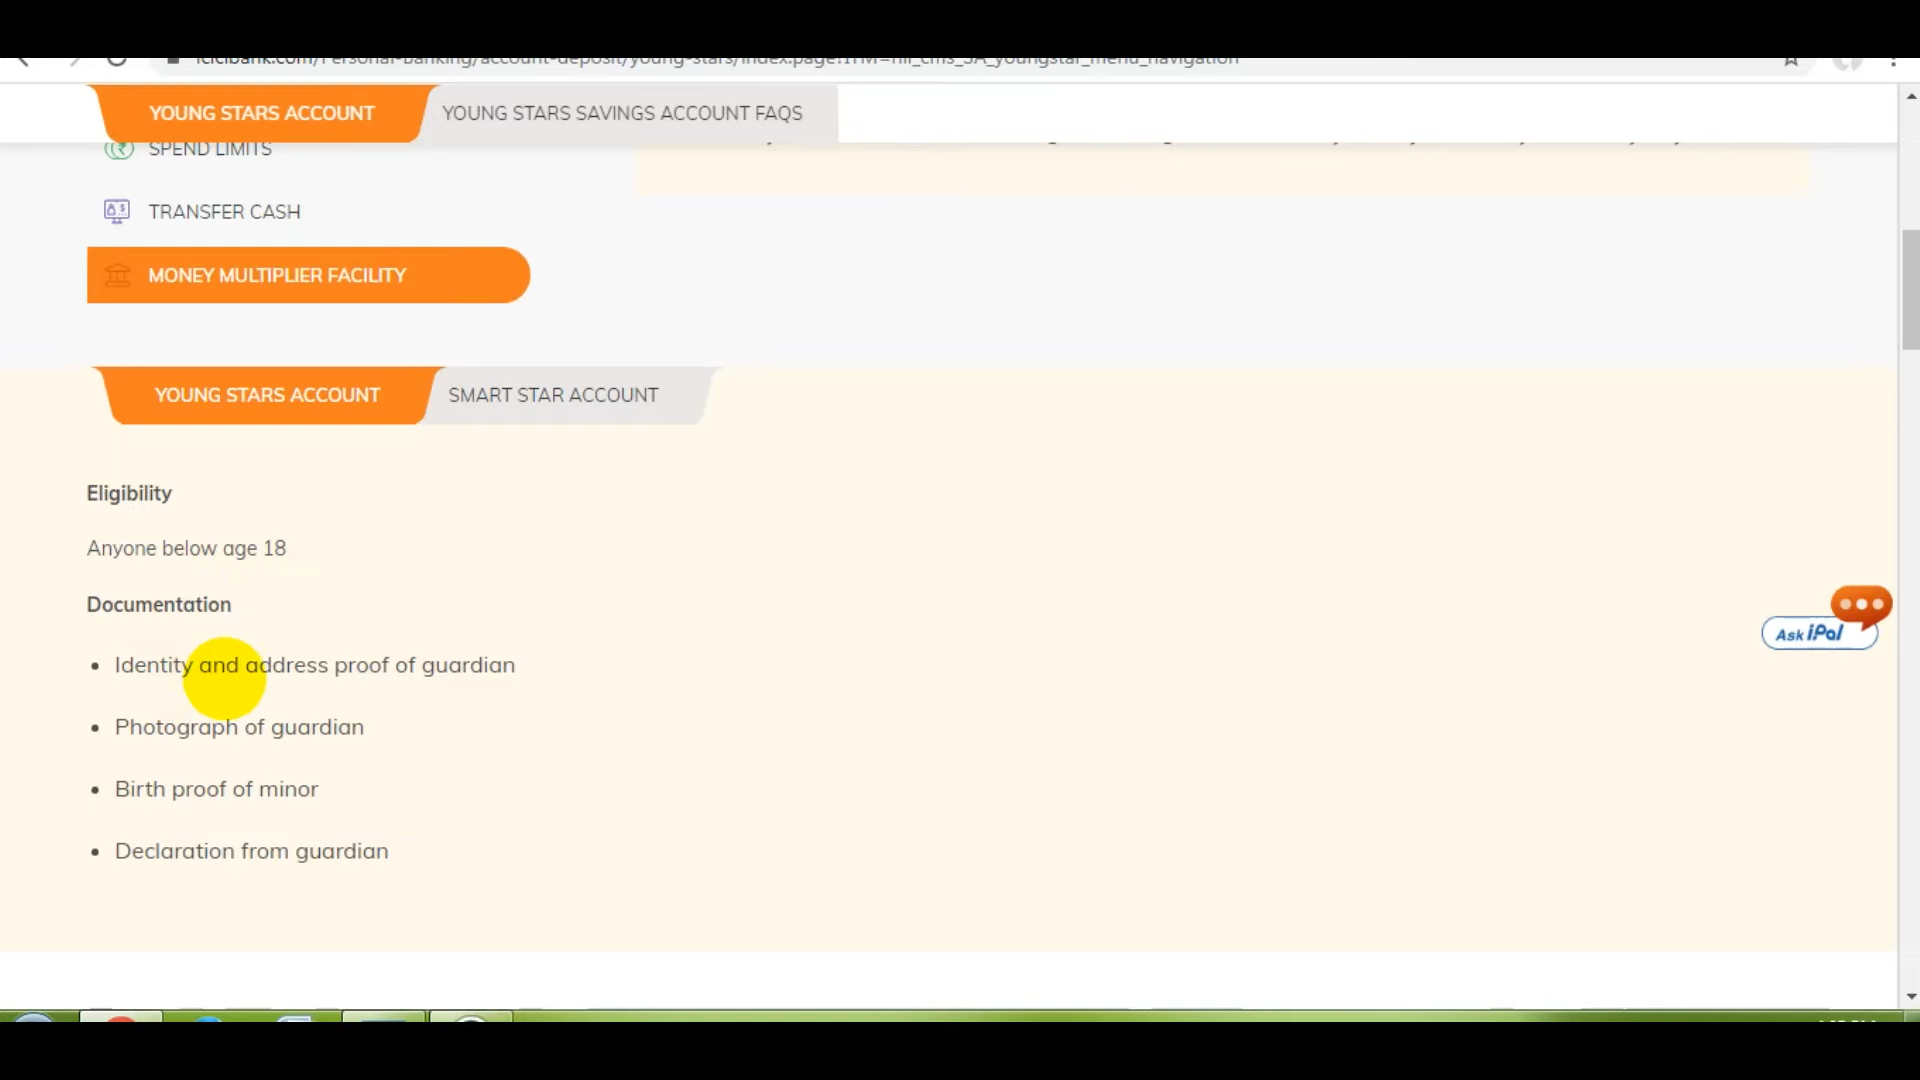 YOUNG STARS ACCOUNT
YOUNG STARS SAVINGS ACCOUNT FAQS
SPEND LIMITS
TRANSFER CASH
MONEY MULTIPLIER FACILITY
YOUNG STARS ACCOUNT
SMART STAR ACCOUNT
Eligibility
Anyone below age 18
Documentation
• Identity and address proof of guardian
• Photograph of guardian
• Birth proof of minor
• Declaration from guardian
Ask iPal